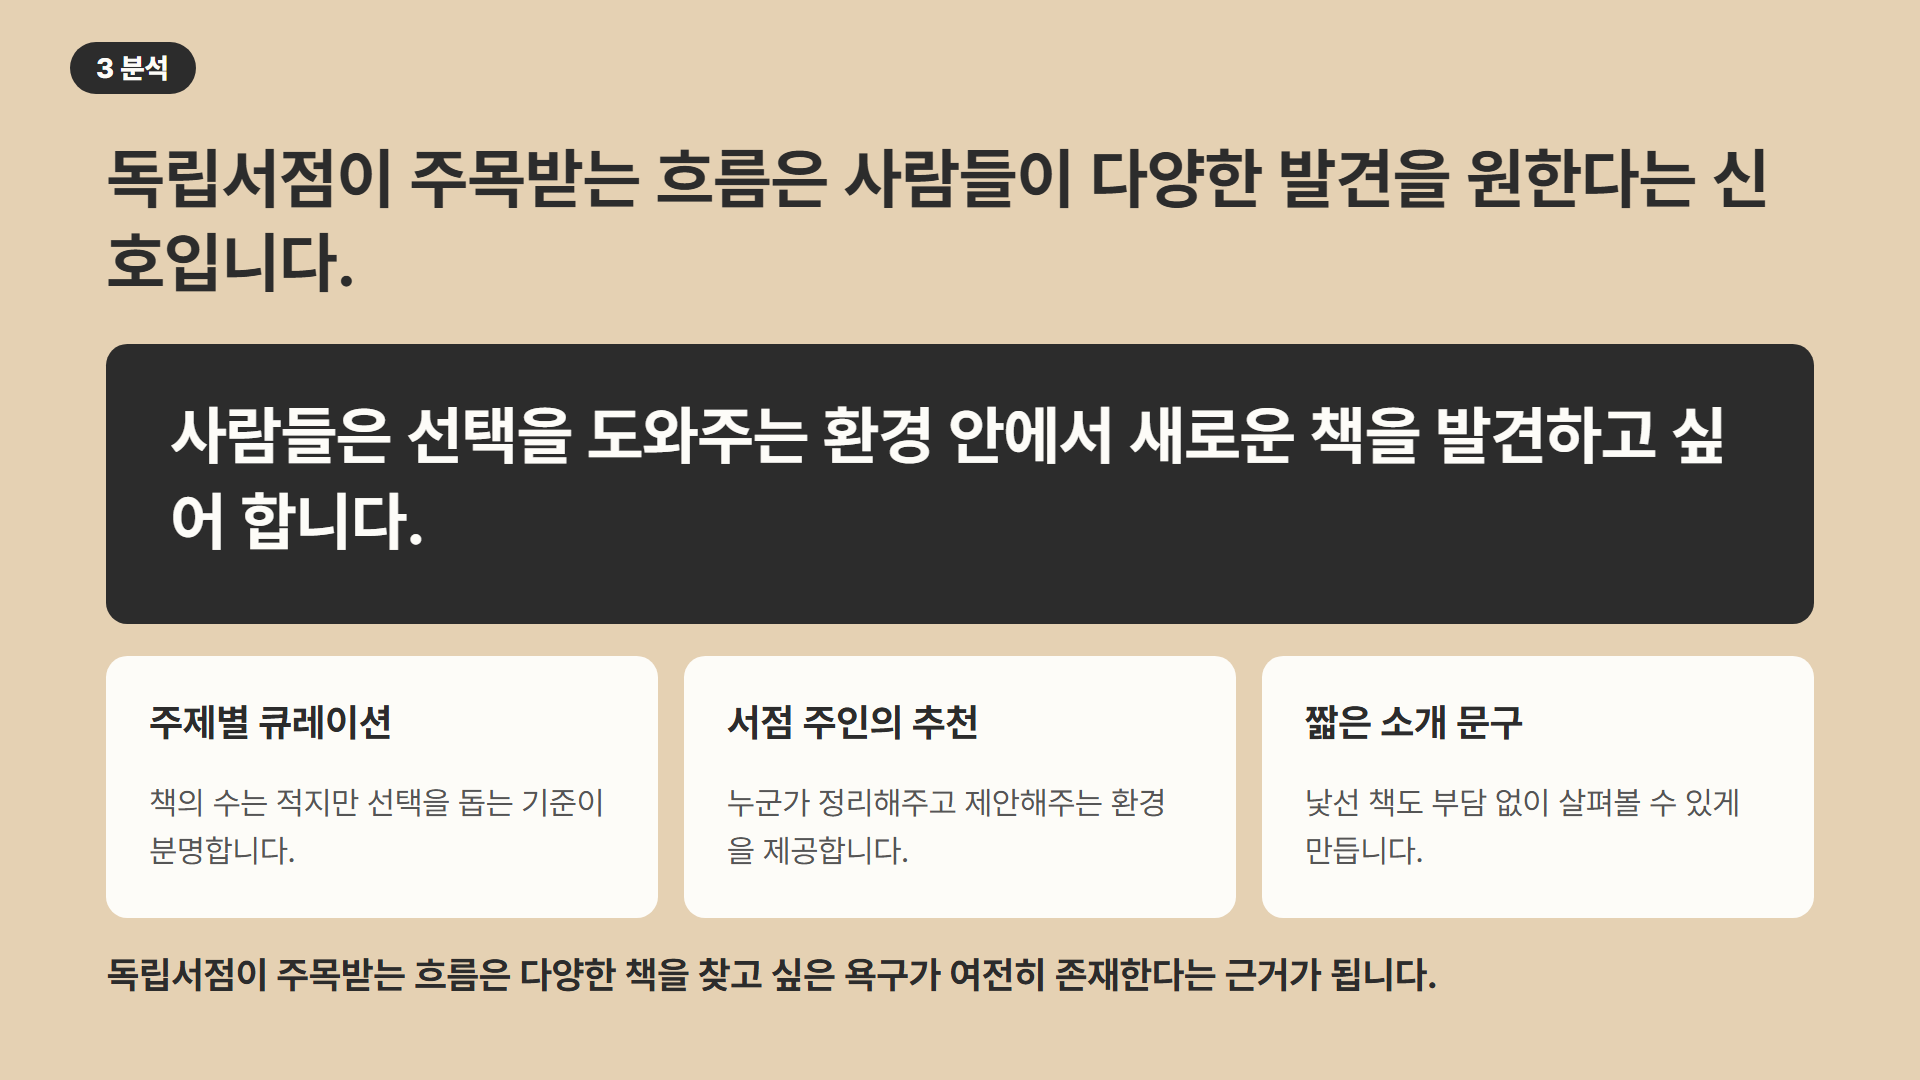 3 분석
독립서점이 주목받는 흐름은 사람들이 다양한 발견을 원한다는 신
호입니다.
사람들은 선택을 도와주는 환경 안에서 새로운 책을 발견하고 싶
어 합니다.
주제별 큐레이션
책의 수는 적지만 선택을 돕는 기준이
분명합니다.
서점 주인의 추천
누군가 정리해주고 제안해주는 환경
을 제공합니다.
짧은 소개 문구
낯선 책도 부담 없이 살펴볼 수 있게
만듭니다.
독립서점이 주목받는 흐름은 다양한 책을 찾고 싶은 욕구가 여전히 존재한다는 근거가 됩니다.